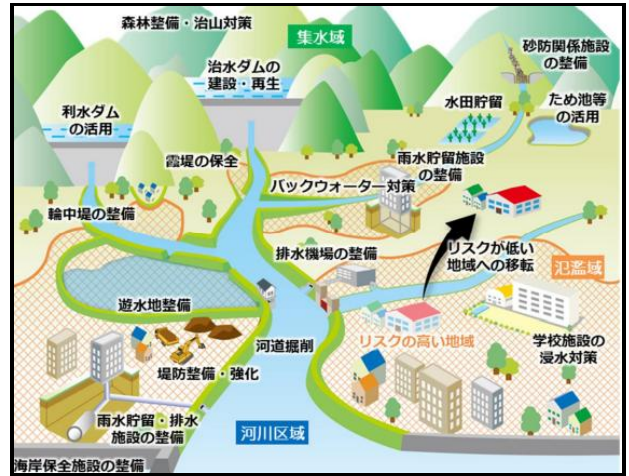 森林整備・治山対策
集水域
砂防関係施設
の整備
治水ダムの
建設・再生
利水ダム
の活用
水田貯留
ため池等
の活用
霞堤の保全
雨水貯留施設
の整備
バックウォーター対策
輪中堤の整備
排水機場の整備
リスクが低い
地域への移転
氾濫域
遊水地整備
河道掘削
リスクの高い地域
学校施設の
浸水対策
堤防整備・強化
雨水貯留・排水
施設の整備
河川区域
海岸保全施設の整備